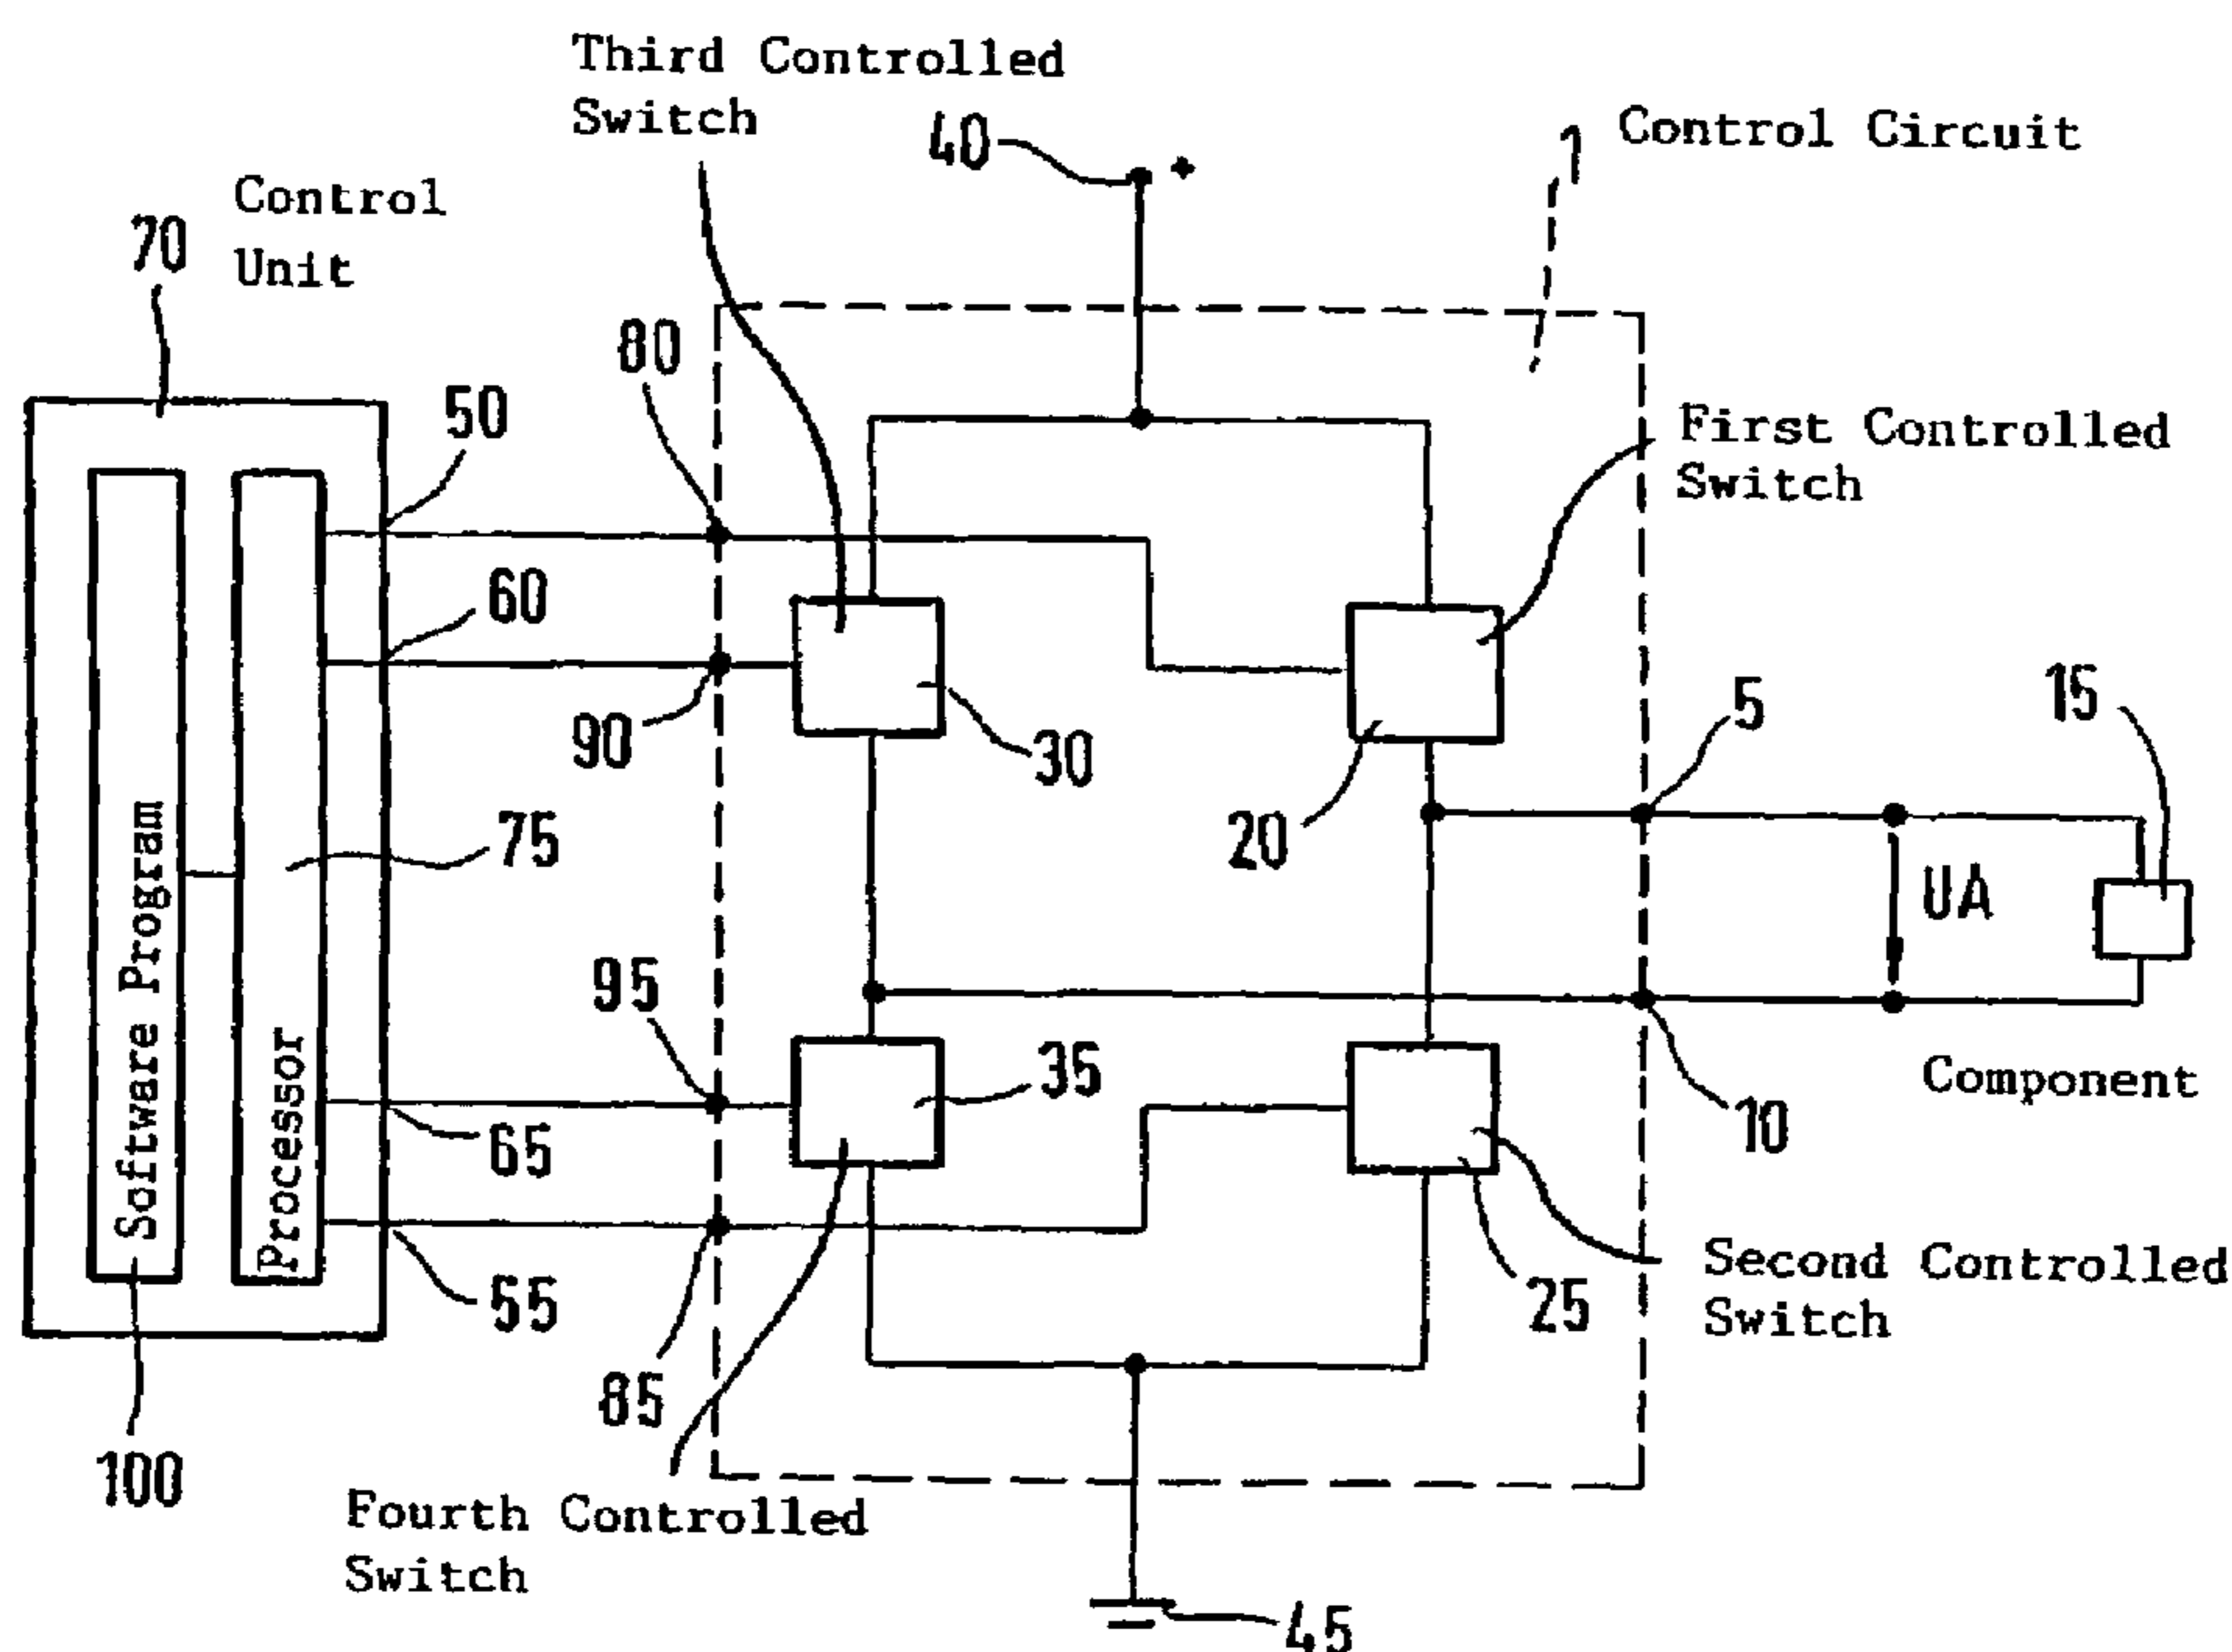 Third Controlled
Switch
40
+
1
Control Circuit
70
Control
Unit
80
50
First Controlled
Switch
60
90
30
20
5
15
75
UA
Software Program
Processor
95
35
Component
10
65
55
85
25
Second Controlled
Switch
100
Fourth Controlled
Switch
45